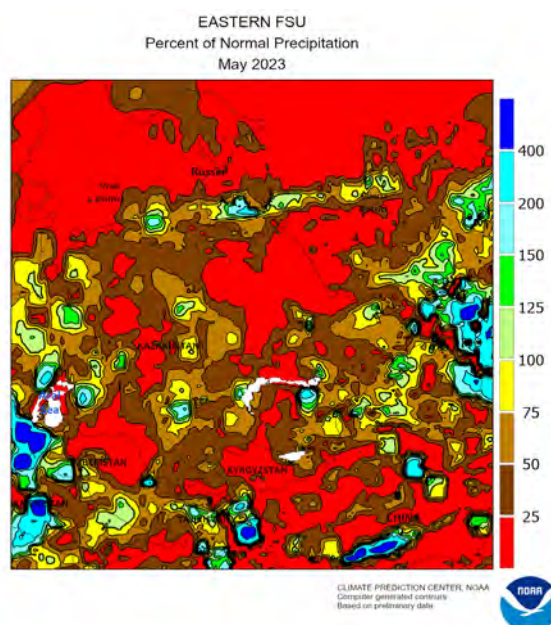 EASTERN FSU
Percent of Normal Precipitation
May 2023
Russia
KAZAKHSTAN
KYRGYZSTAN
CHINA
400
200
150
125
100
75
50
25
CLIMATE PREDICTION CENTER, NOAA
Computer generated contours
Based on preliminary data
NOAA